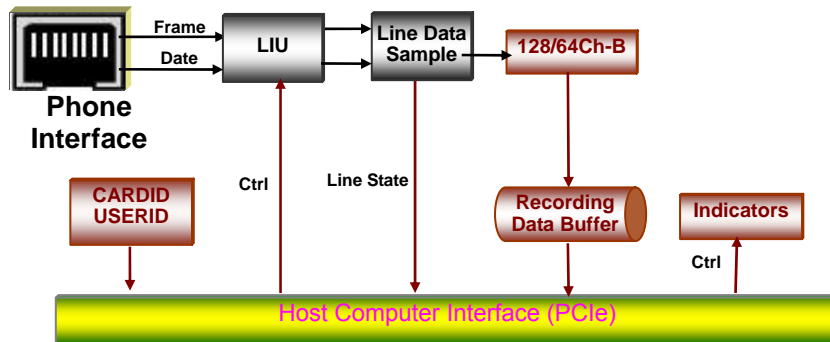 Frame
Date
LIU
Line Data
Sample
128/64Ch-B
Phone
Interface
Ctrl
Line State
CARDID
USERID
Recording
Data Buffer
Indicators
Ctrl
Host Computer Interface (PCIe)